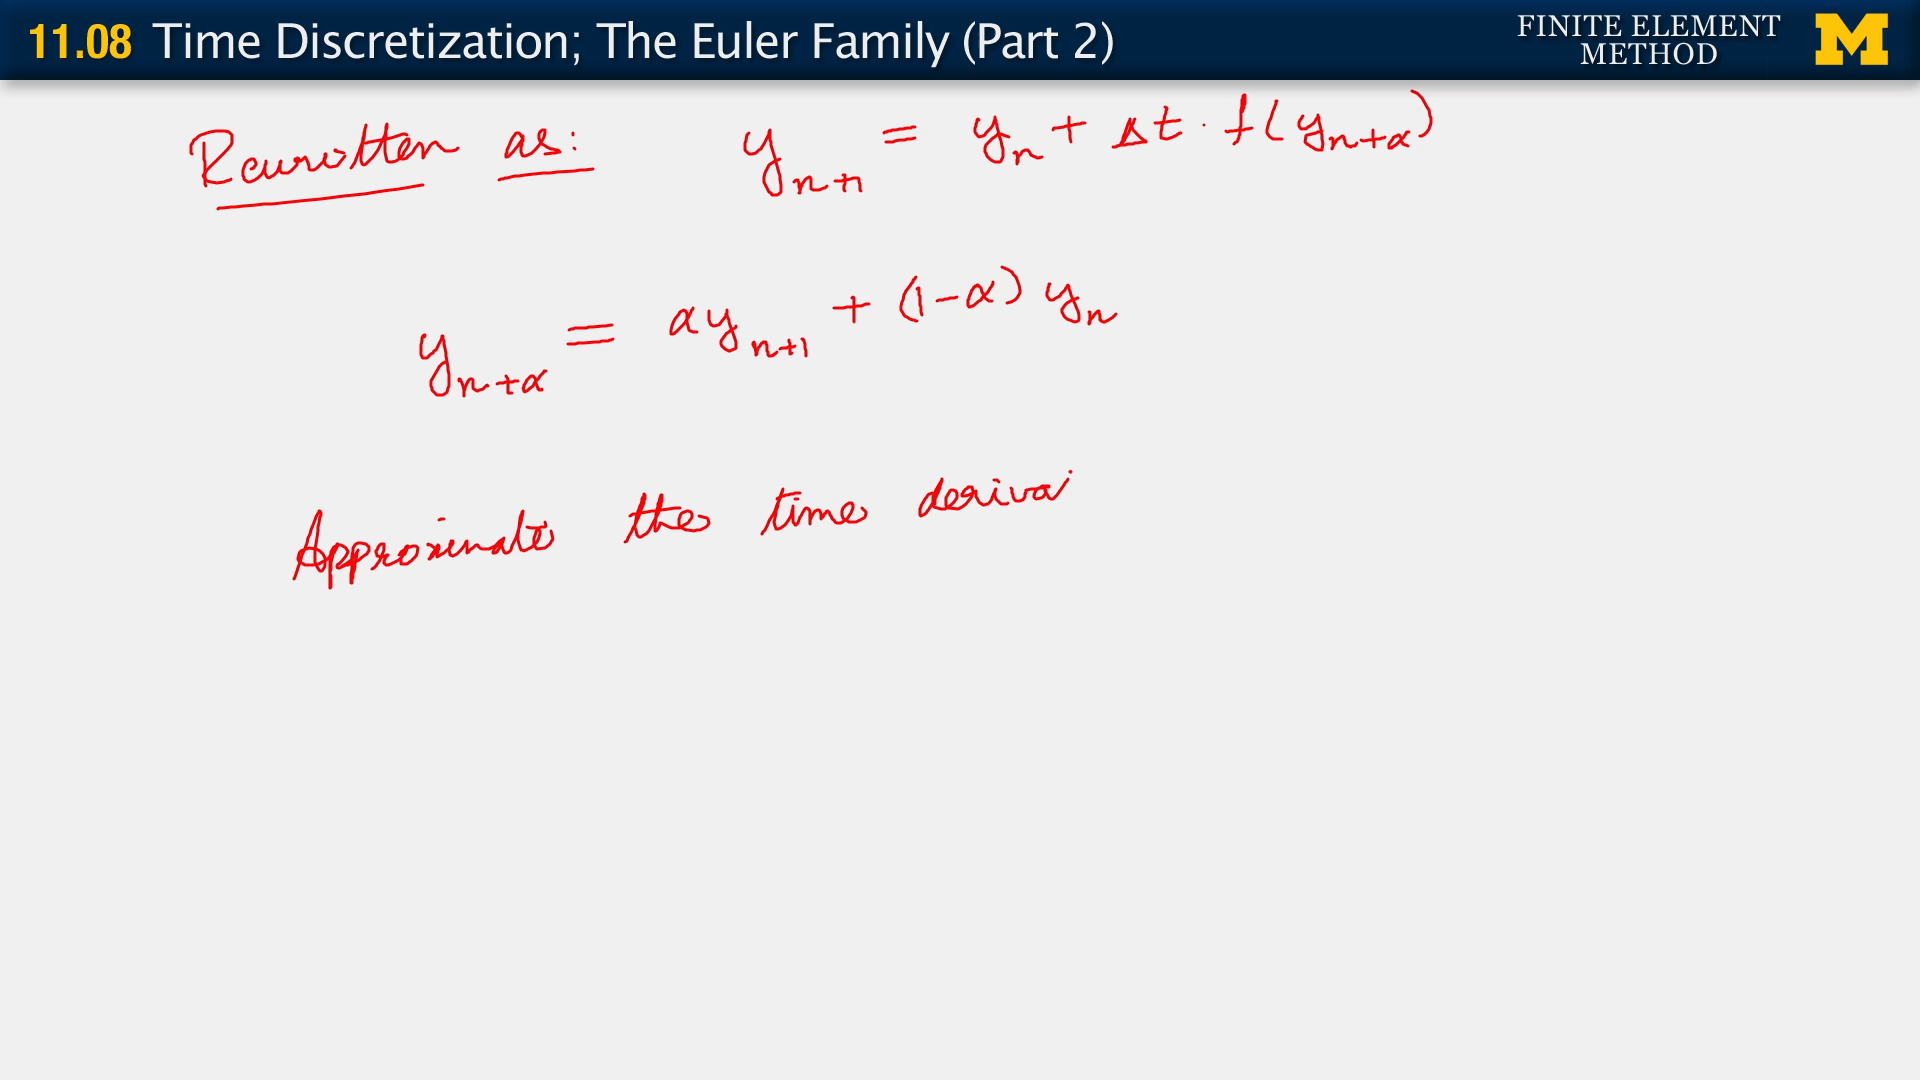 11.08 Time Discretization; The Euler Family (Part 2)
FINITE ELEMENT
METHOD
M
Rewritten as: y_{n+1} = y_n + Δt · f(y_{n+α})
y_{n+α} = αy_{n+1} + (1-α) y_n
Approximate the time deriva